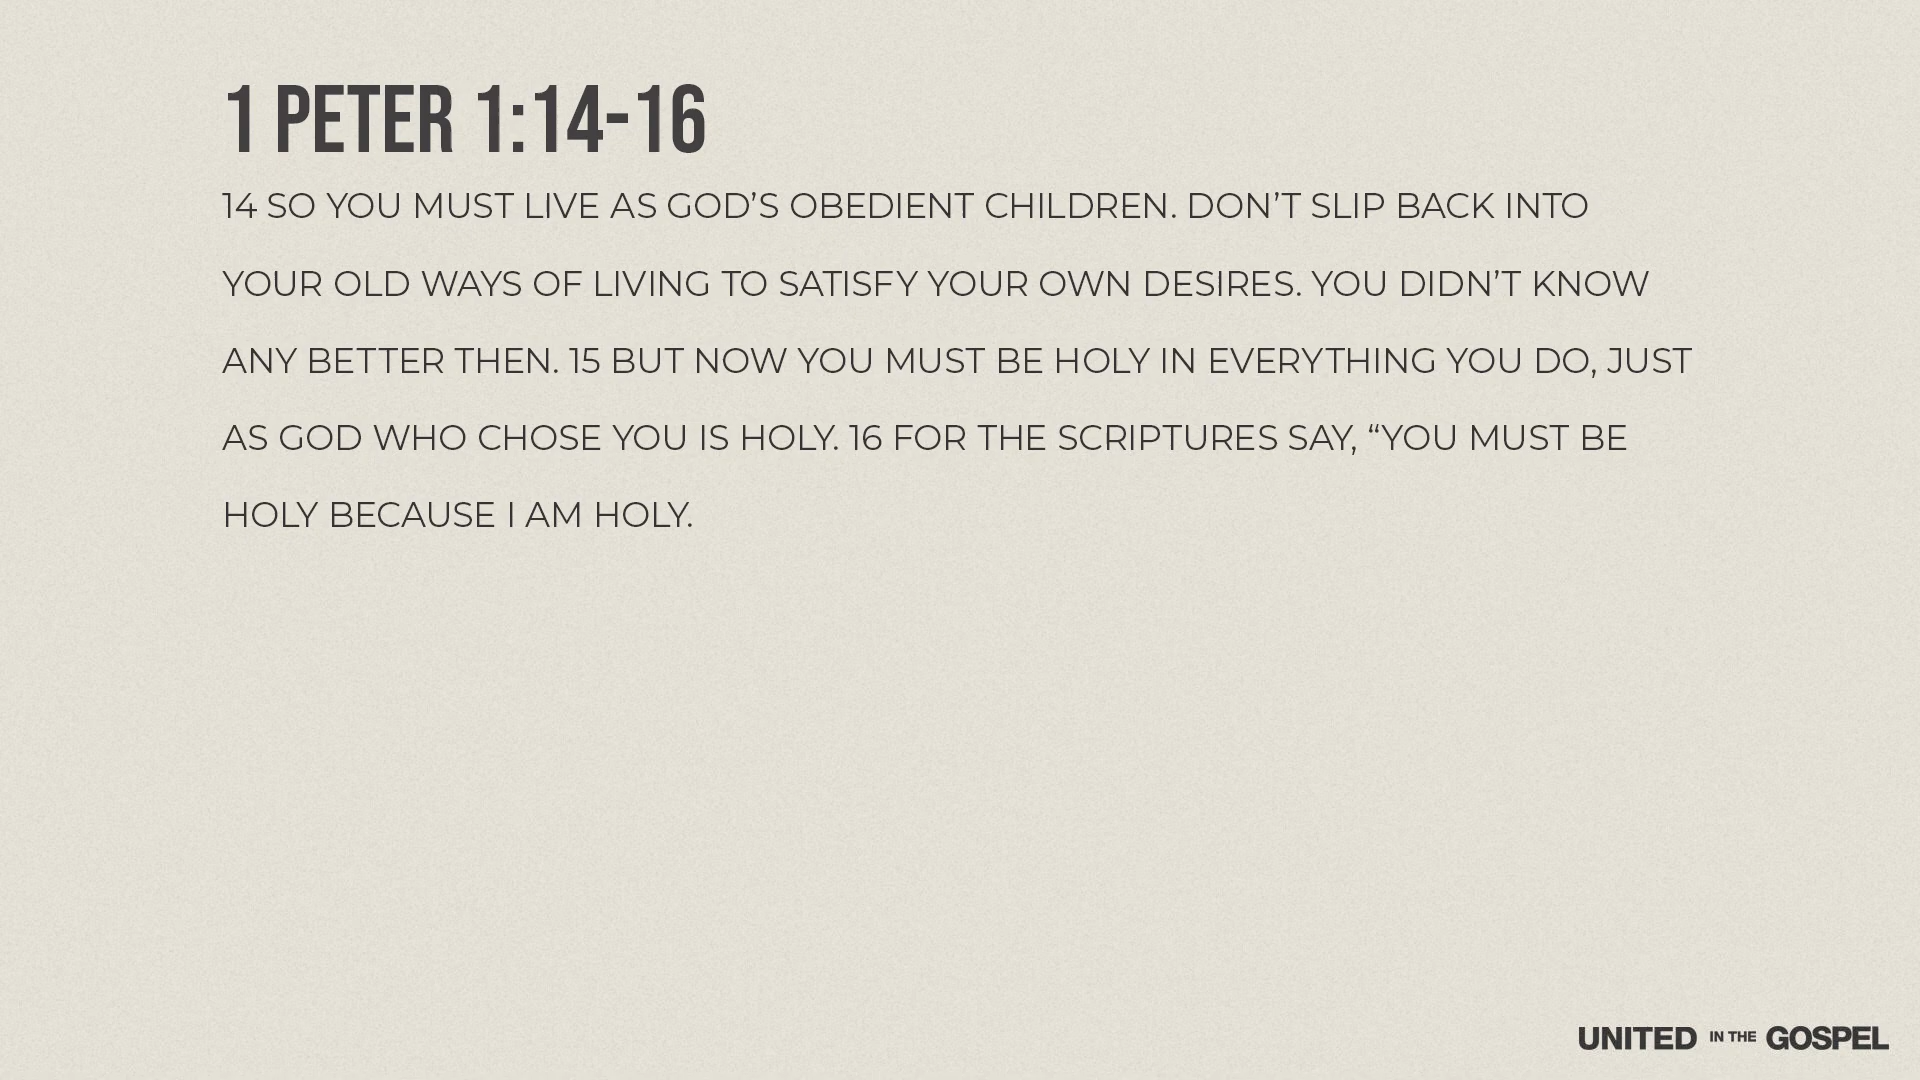 1 PETER 1:14-16
14 SO YOU MUST LIVE AS GOD’S OBEDIENT CHILDREN. DON’T SLIP BACK INTO
YOUR OLD WAYS OF LIVING TO SATISFY YOUR OWN DESIRES. YOU DIDN’T KNOW
ANY BETTER THEN. 15 BUT NOW YOU MUST BE HOLY IN EVERYTHING YOU DO, JUST
AS GOD WHO CHOSE YOU IS HOLY. 16 FOR THE SCRIPTURES SAY, “YOU MUST BE
HOLY BECAUSE I AM HOLY.
UNITED IN THE GOSPEL